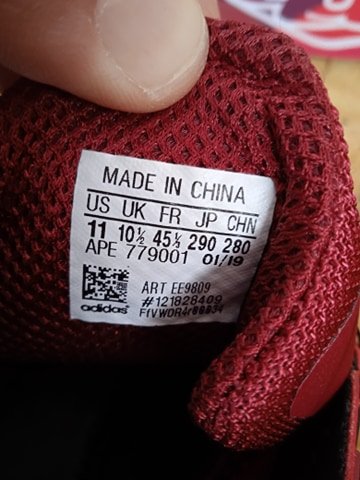 MADE IN CHINA
US UK FR JP CHN
11 10½ 45⅓ 290 280
APE 779001 01/19
ART EE9809
#121828409
adidas